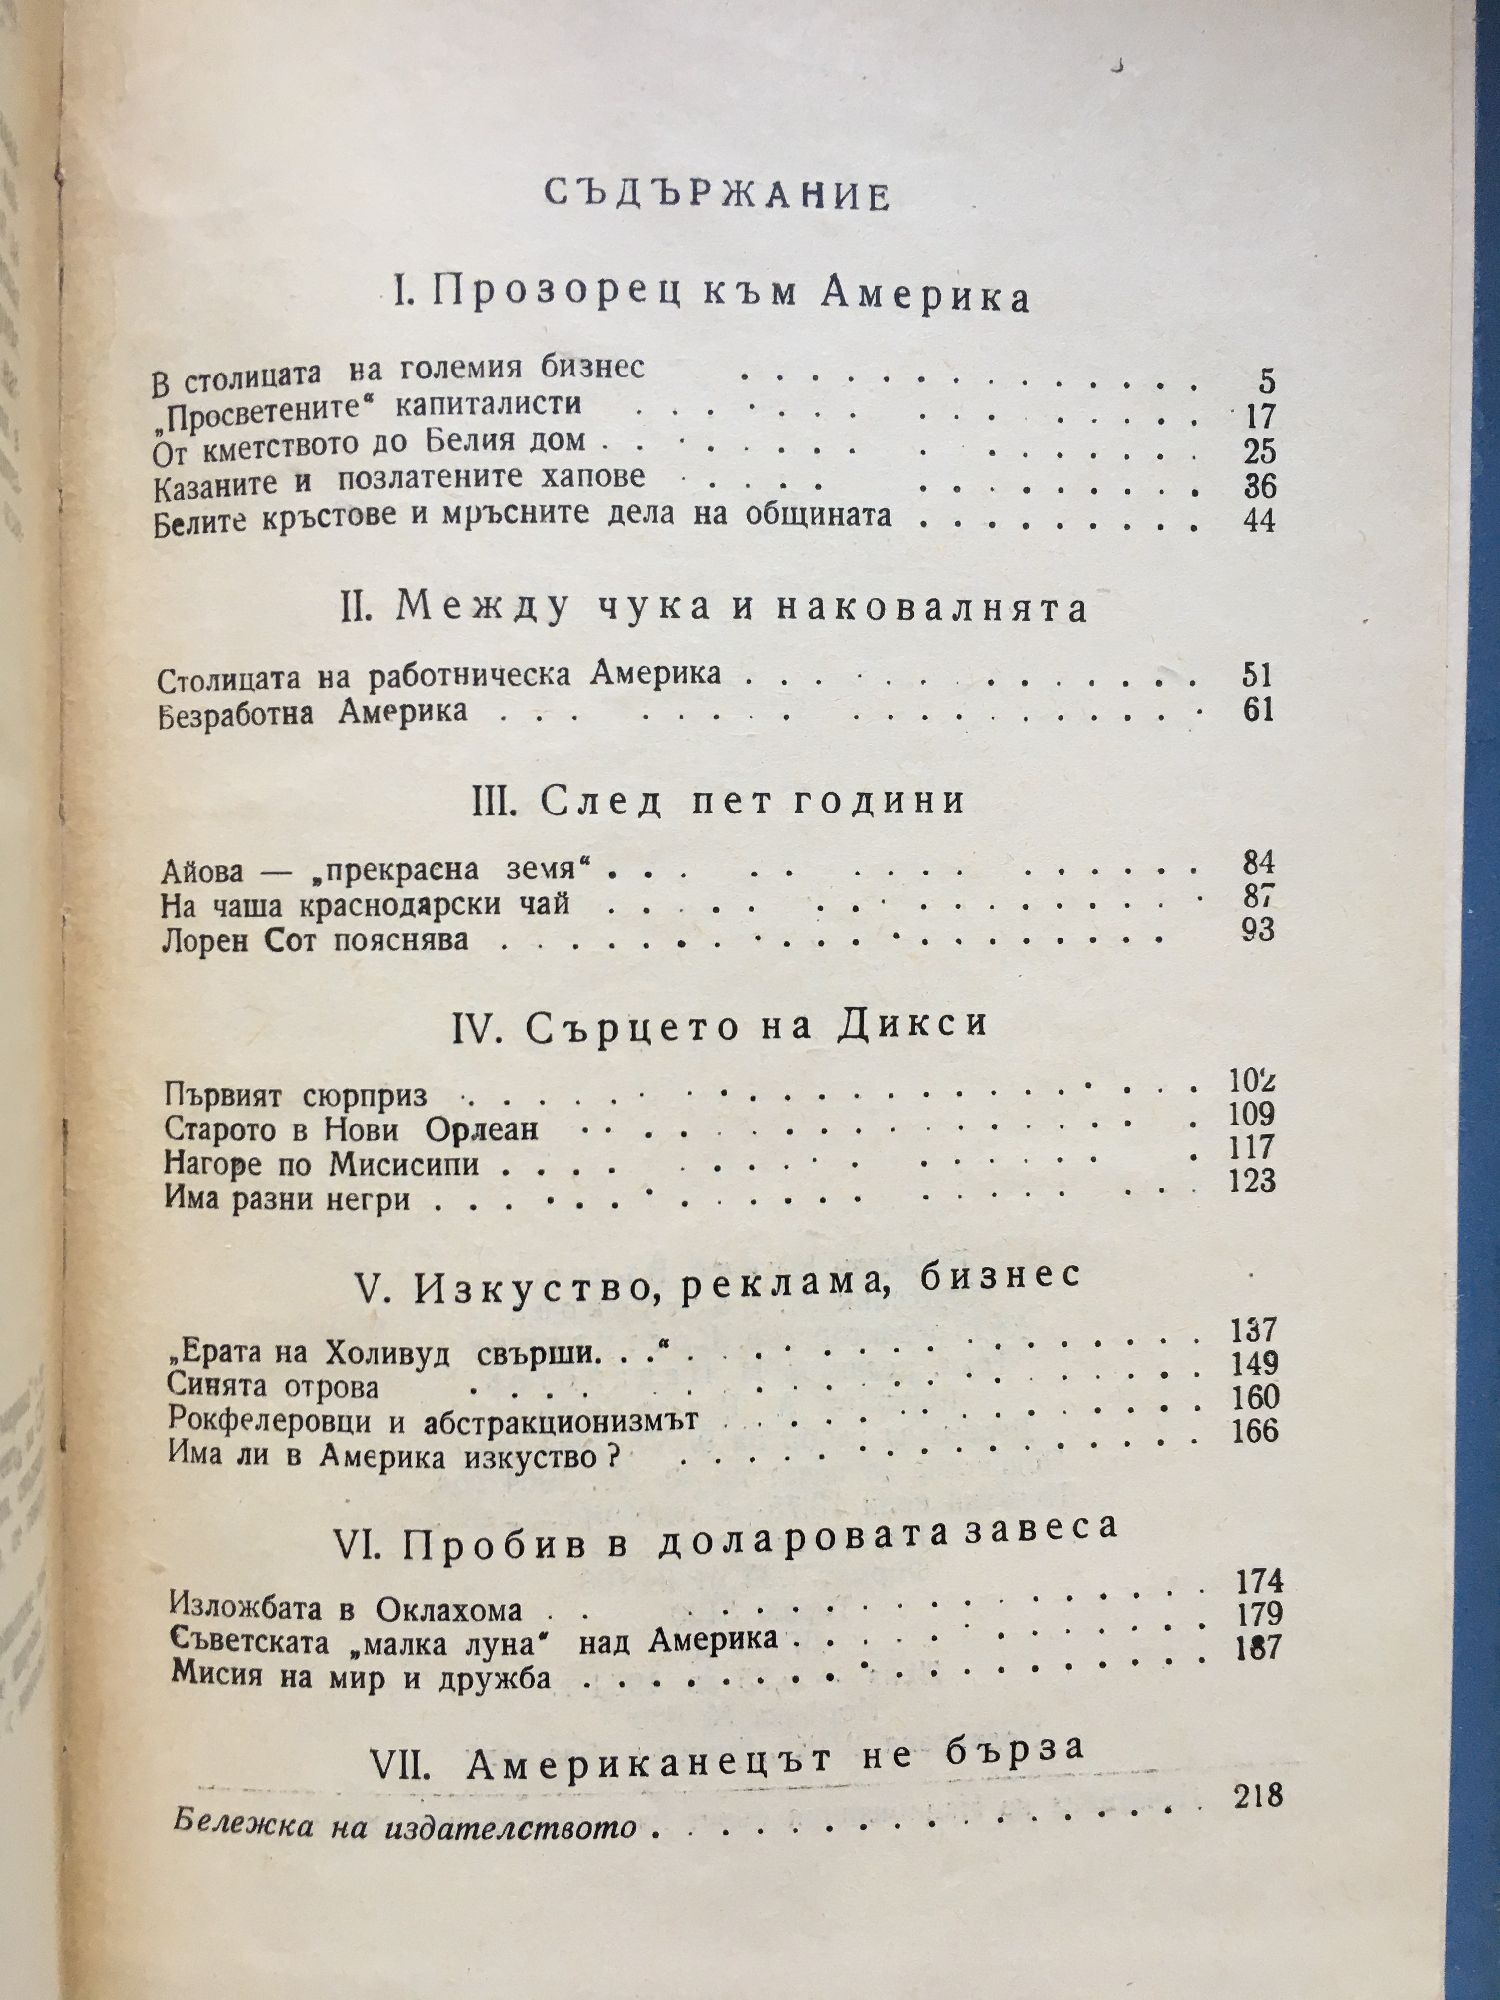 СЪДЪРЖАНИЕ
I. Прозорец към Америка
В столицата на големия бизнес . . . . . . . . . . . . . . 5
„Просветените“ капиталисти . . . . . . . . . . . . . . 17
От кметството до Белия дом . . . . . . . . . . . . . . 25
Казаните и позлатените хапове . . . . . . . . . . . . . 36
Белите кръстове и мръсните дела на общината . . . . . . . . . 44
II. Между чука и наковалнята
Столицата на работническа Америка . . . . . . . . . . . . . 51
Безработна Америка . . . . . . . . . . . . . . . . . . 61
III. След пет години
Айова — „прекрасна земя“ . . . . . . . . . . . . . . 84
На чаша краснодарски чай . . . . . . . . . . . . . . . 87
Лорен Сот пояснява . . . . . . . . . . . . . . . . . . 93
IV. Сърцето на Дикси
Първият сюрприз . . . . . . . . . . . . . . . . . . . 102
Старото в Нови Орлеан . . . . . . . . . . . . . . . . 109
Нагоре по Мисисипи . . . . . . . . . . . . . . . . . 117
Има разни негри . . . . . . . . . . . . . . . . . . . 123
V. Изкуство, реклама, бизнес
„Ерата на Холивуд свърши. . .“ . . . . . . . . . . . . . 137
Синята отрова . . . . . . . . . . . . . . . . . . 149
Рокфелеровци и абстракционизмът . . . . . . . . . . . . . 160
Има ли в Америка изкуство? . . . . . . . . . . . . . . 166
VI. Пробив в доларовата завеса
Изложбата в Оклахома . . . . . . . . . . . . . . . . 174
Съветската „малка луна“ над Америка . . . . . . . . . . . . 179
Мисия на мир и дружба . . . . . . . . . . . . . . . . . 187
VII. Американецът не бърза
Бележка на издателството . . . . . . . . . . . . . . . . 218